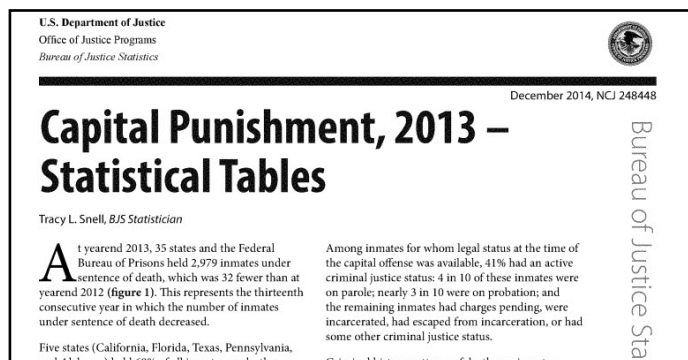 U.S. Department of Justice
Office of Justice Programs
Bureau of Justice Statistics
December 2014, NCJ 248448
Capital Punishment, 2013 –
Statistical Tables
Tracy L. Snell, BJS Statistician
At yearend 2013, 35 states and the Federal
Bureau of Prisons held 2,979 inmates under
sentence of death, which was 32 fewer than at
yearend 2012 (figure 1). This represents the thirteenth
consecutive year in which the number of inmates
under sentence of death decreased.
Five states (California, Florida, Texas, Pennsylvania,
Among inmates for whom legal status at the time of
the capital offense was available, 41% had an active
criminal justice status: 4 in 10 of these inmates were
on parole; nearly 3 in 10 were on probation; and
the remaining inmates had charges pending, were
incarcerated, had escaped from incarceration, or had
some other criminal justice status.
Bureau of Justice Sta